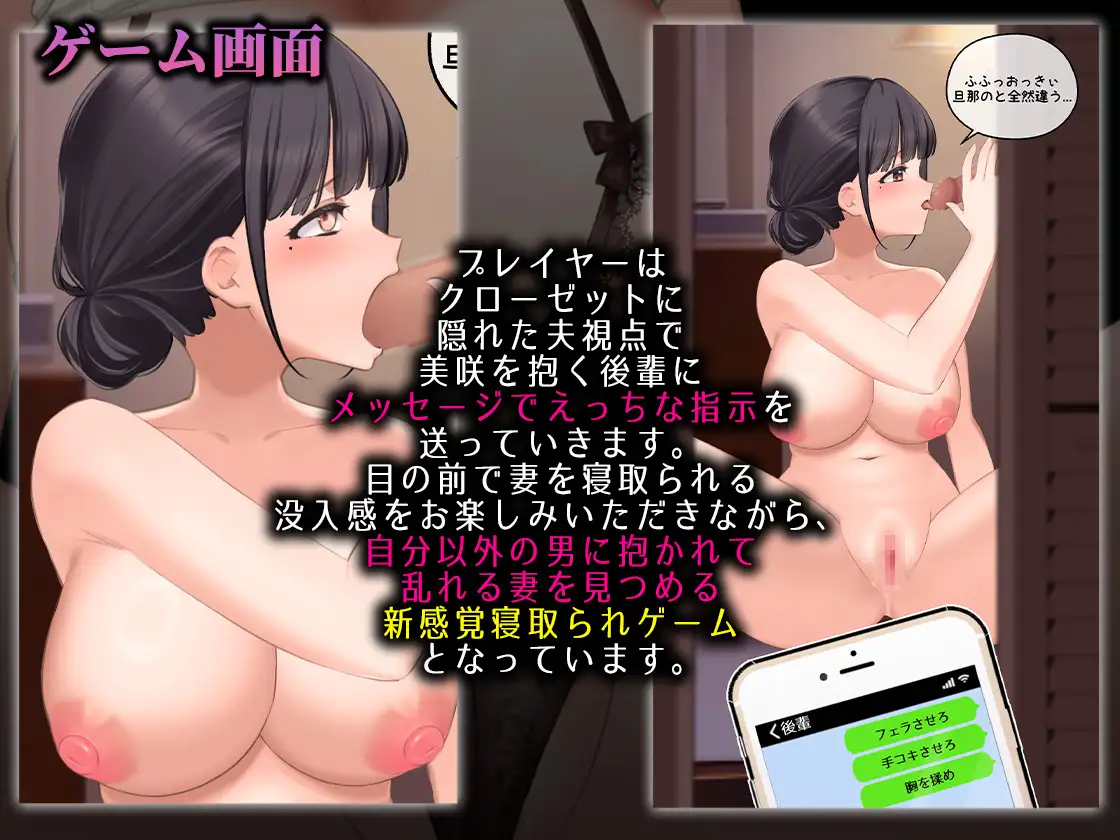 ゲーム画面
旦
ふふっおっきぃ
旦那のと全然違う...
プレイヤーは
クローゼットに
隠れた夫視点で
美咲を抱く後輩に
メッセージでえっちな指示を
送っていきます。
目の前で妻を寝取られる
没入感をお楽しみいただきながら、
自分以外の男に抱かれて
乱れる妻を見つめる
新感覚寝取られゲーム
となっています。
く後輩
フェラさせろ
手コキさせろ
胸を揉め